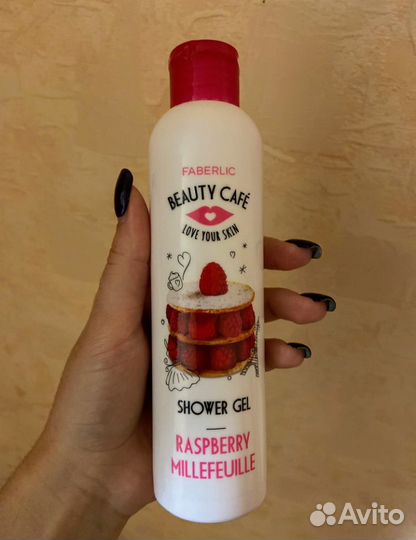 FABERLIC
BEAUTY CAFÉ
LOVE YOUR SKIN
SHOWER GEL
RASPBERRY
MILLEFEUILLE
Avito